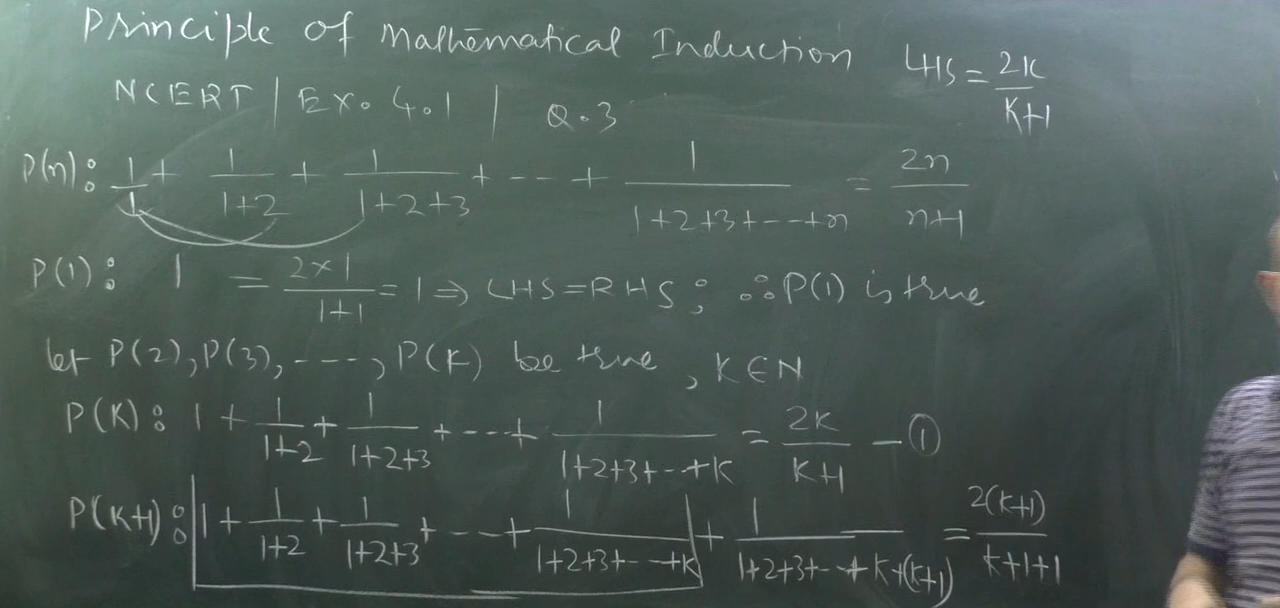 Principle of Mathematical Induction
LHS = 2K/K+1
NCERT | Ex. 4.1 | Q.3
P(n): 1/1 + 1/1+2 + 1/1+2+3 + --- + 1/1+2+3+--+n = 2n/n+1
P(1): 1 = 2×1/1+1 = 1 ⇒ LHS = RHS; ∴ P(1) is true
let P(2), P(3), ----, P(K) be true, K∈N
P(K): 1 + 1/1+2 + 1/1+2+3 + --- + 1/1+2+3+--+K = 2K/K+1 — ①
P(K+1): 1 + 1/1+2 + 1/1+2+3 + --- + 1/1+2+3+--+K + 1/1+2+3+--+K+(K+1) = 2(K+1)/K+1+1